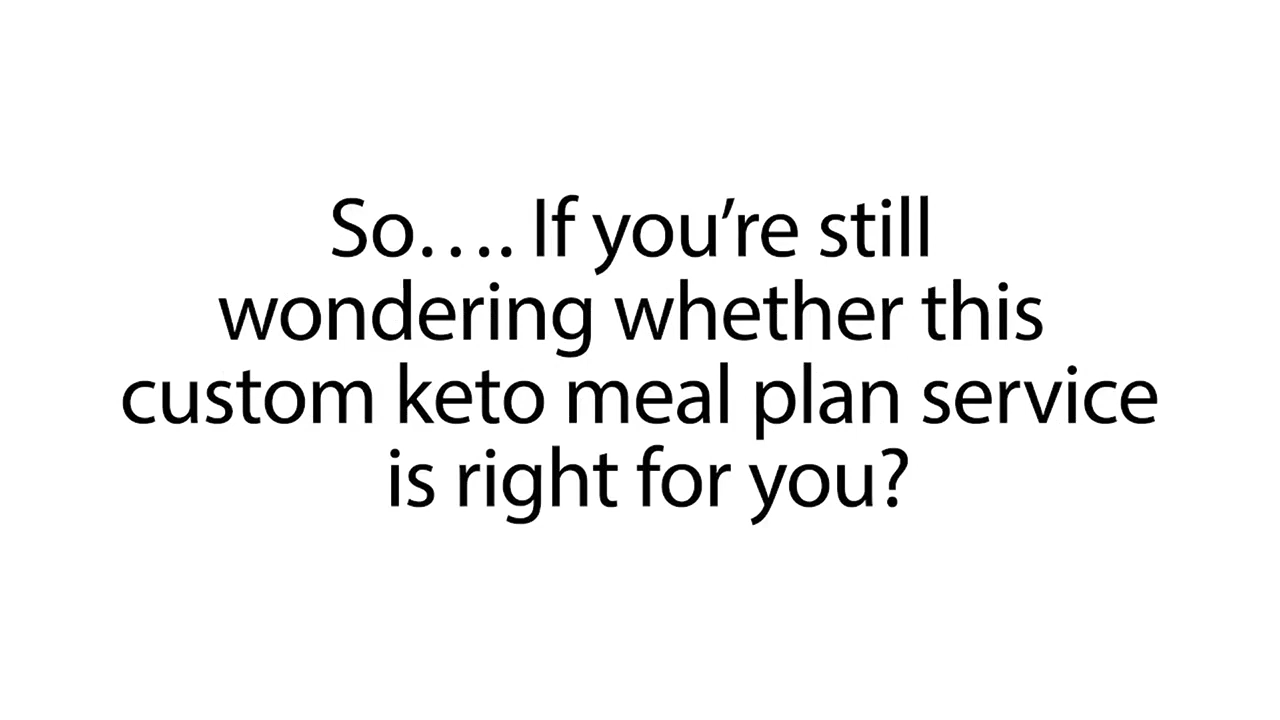 So…. If you’re still
wondering whether this
custom keto meal plan service
is right for you?